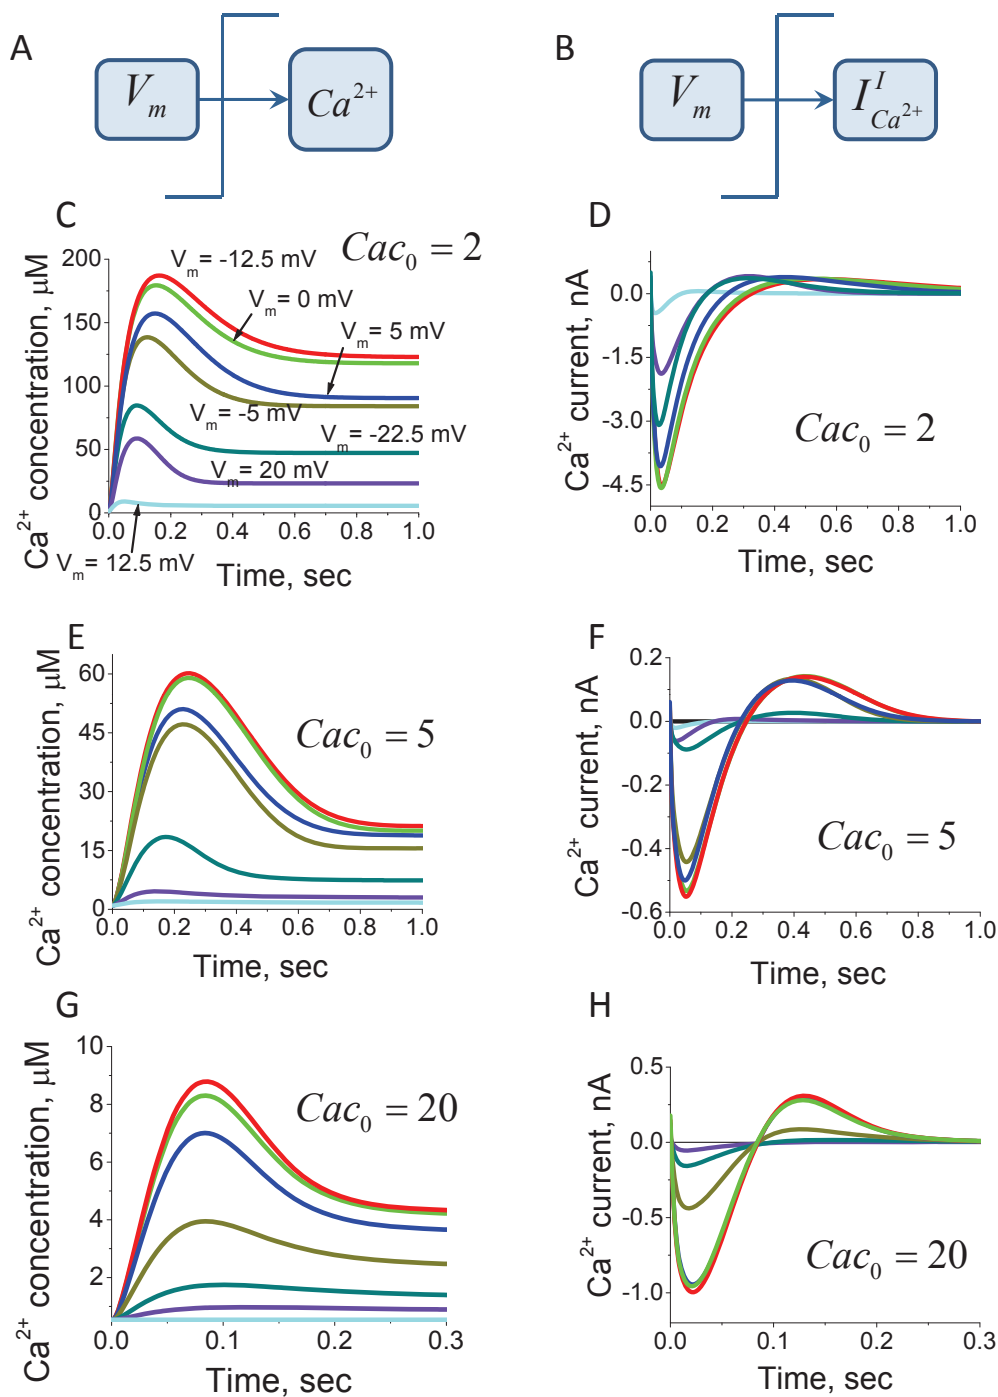 A
V_m
Ca^{2+}
B
V_m
I^I_{Ca^{2+}}
C
Cac_0 = 2
V_m = -12.5 mV
V_m = 0 mV
V_m = 5 mV
V_m = -5 mV
V_m = -22.5 mV
V_m = 20 mV
V_m = 12.5 mV
200
150
100
50
0
0.0 0.2 0.4 0.6 0.8 1.0
Ca^{2+} concentration, μM
Time, sec
D
0.0
-1.5
-3.0
-4.5
0.0 0.2 0.4 0.6 0.8 1.0
Ca^{2+} current, nA
Cac_0 = 2
Time, sec
E
60
45
30
15
0
0.0 0.2 0.4 0.6 0.8 1.0
Ca^{2+} concentration, μM
Cac_0 = 5
Time, sec
F
0.2
0.0
-0.2
-0.4
-0.6
0.0 0.2 0.4 0.6 0.8 1.0
Ca^{2+} current, nA
Cac_0 = 5
Time, sec
G
10
8
6
4
2
0.0 0.1 0.2 0.3
Ca^{2+} concentration, μM
Cac_0 = 20
Time, sec
H
0.5
0.0
-0.5
-1.0
0.0 0.1 0.2 0.3
Ca^{2+} current, nA
Cac_0 = 20
Time, sec